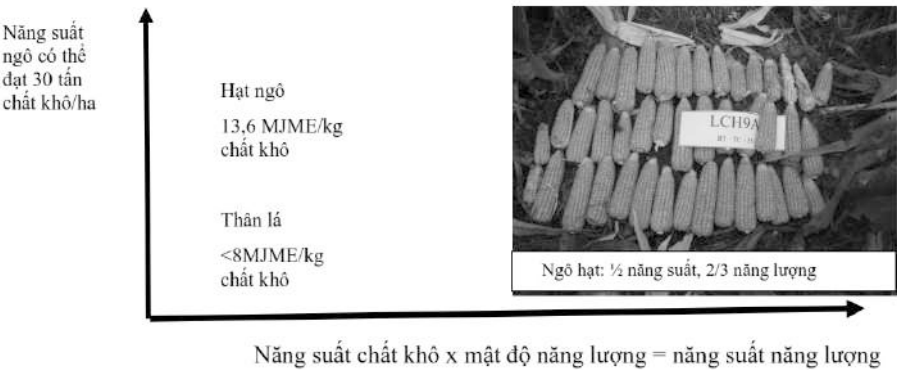 Năng suất
ngô có thể
đạt 30 tấn
chất khô/ha
Hạt ngô
13,6 MJME/kg
chất khô
Thân lá
<8MJME/kg
chất khô
LCH9A
Ngô hạt: ½ năng suất, 2/3 năng lượng
Năng suất chất khô x mật độ năng lượng = năng suất năng lượng